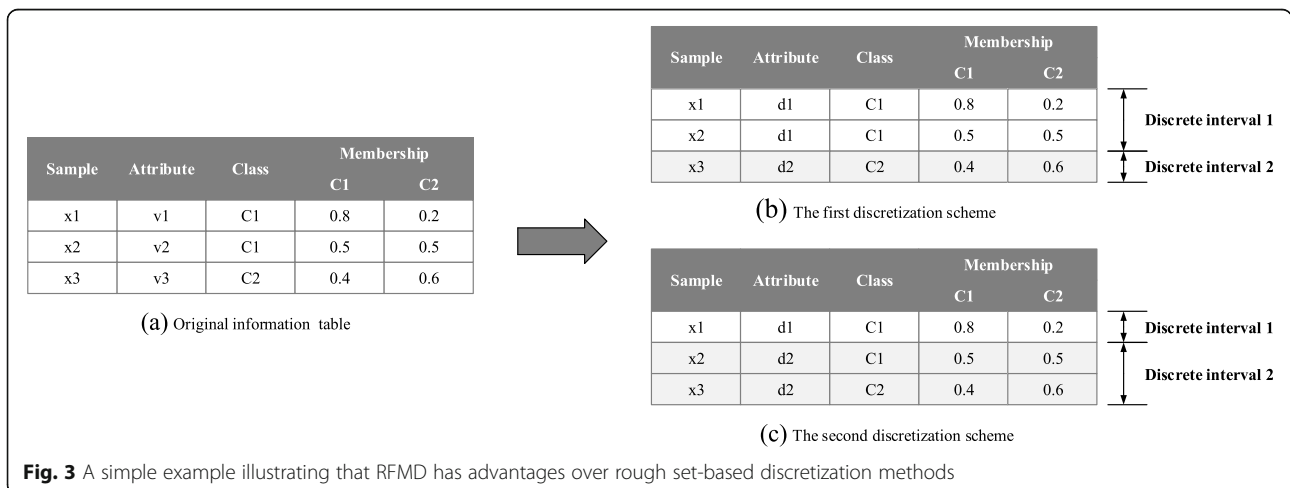 Sample Attribute Class Membership
C1 C2
x1 v1 C1 0.8 0.2
x2 v2 C1 0.5 0.5
x3 v3 C2 0.4 0.6
(a) Original information table
Sample Attribute Class Membership
C1 C2
x1 d1 C1 0.8 0.2
x2 d1 C1 0.5 0.5
x3 d2 C2 0.4 0.6
Discrete interval 1
Discrete interval 2
(b) The first discretization scheme
Sample Attribute Class Membership
C1 C2
x1 d1 C1 0.8 0.2
x2 d2 C1 0.5 0.5
x3 d2 C2 0.4 0.6
Discrete interval 1
Discrete interval 2
(c) The second discretization scheme
Fig. 3 A simple example illustrating that RFMD has advantages over rough set-based discretization methods